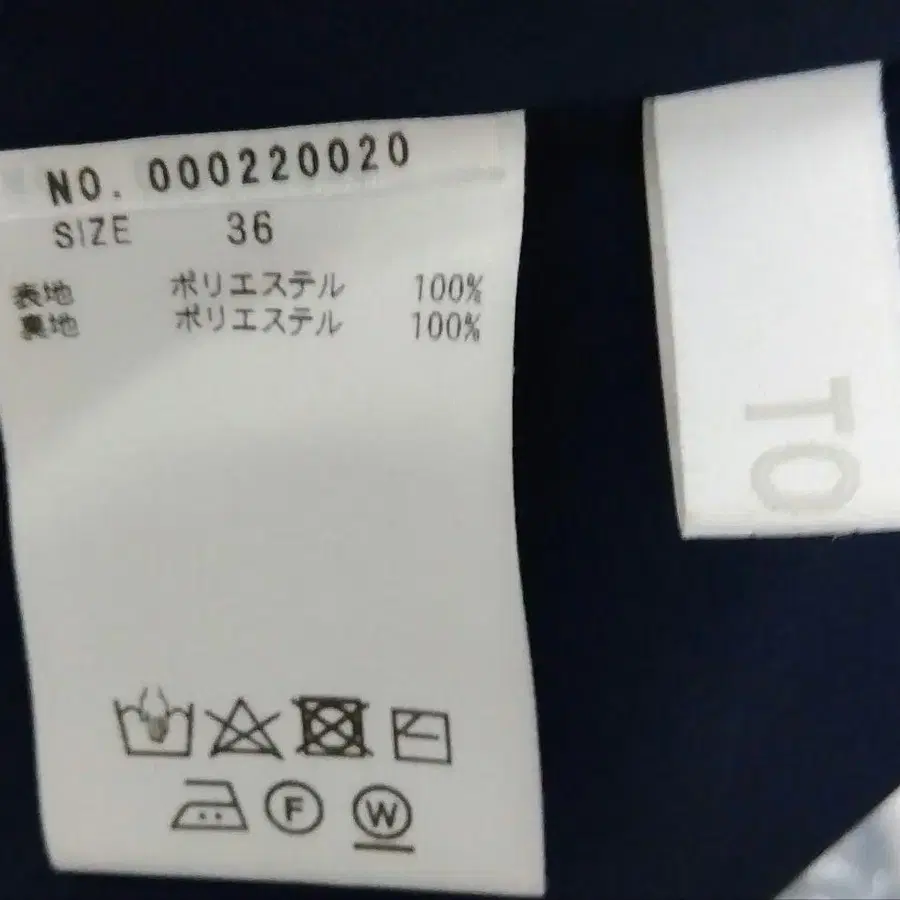 NO. 000220020
SIZE 36
表地 ポリエステル 100%
裏地 ポリエステル 100%
F W
TO